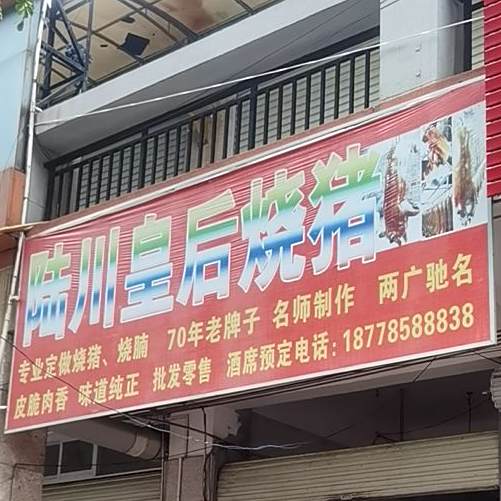 陆川皇后烧猪
专业定做烧猪、烧腩 70年老牌子 名师制作 两广驰名
皮脆肉香 味道纯正 批发零售 酒席预定电话:18778588838